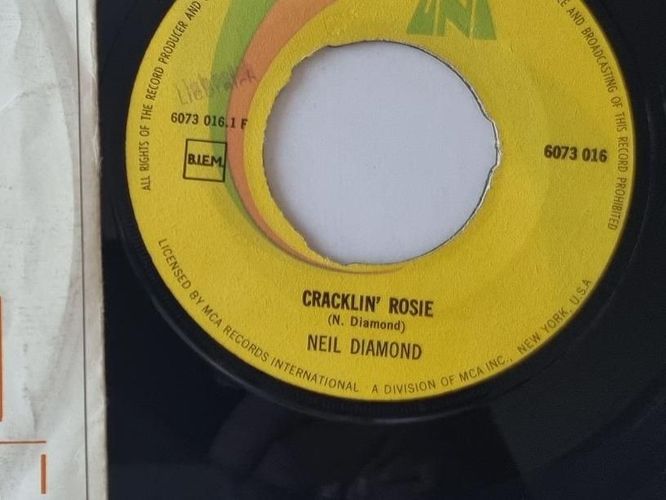 UNI
ALL RIGHTS OF THE RECORD PRODUCER AND
E AND BROADCASTING OF THIS RECORD PROHIBITED
6073 016.1 F
B.I.E.M.
6073 016
CRACKLIN' ROSIE
(N. Diamond)
NEIL DIAMOND
LICENSED BY MCA RECORDS INTERNATIONAL · A DIVISION OF MCA INC., NEW YORK, U.S.A